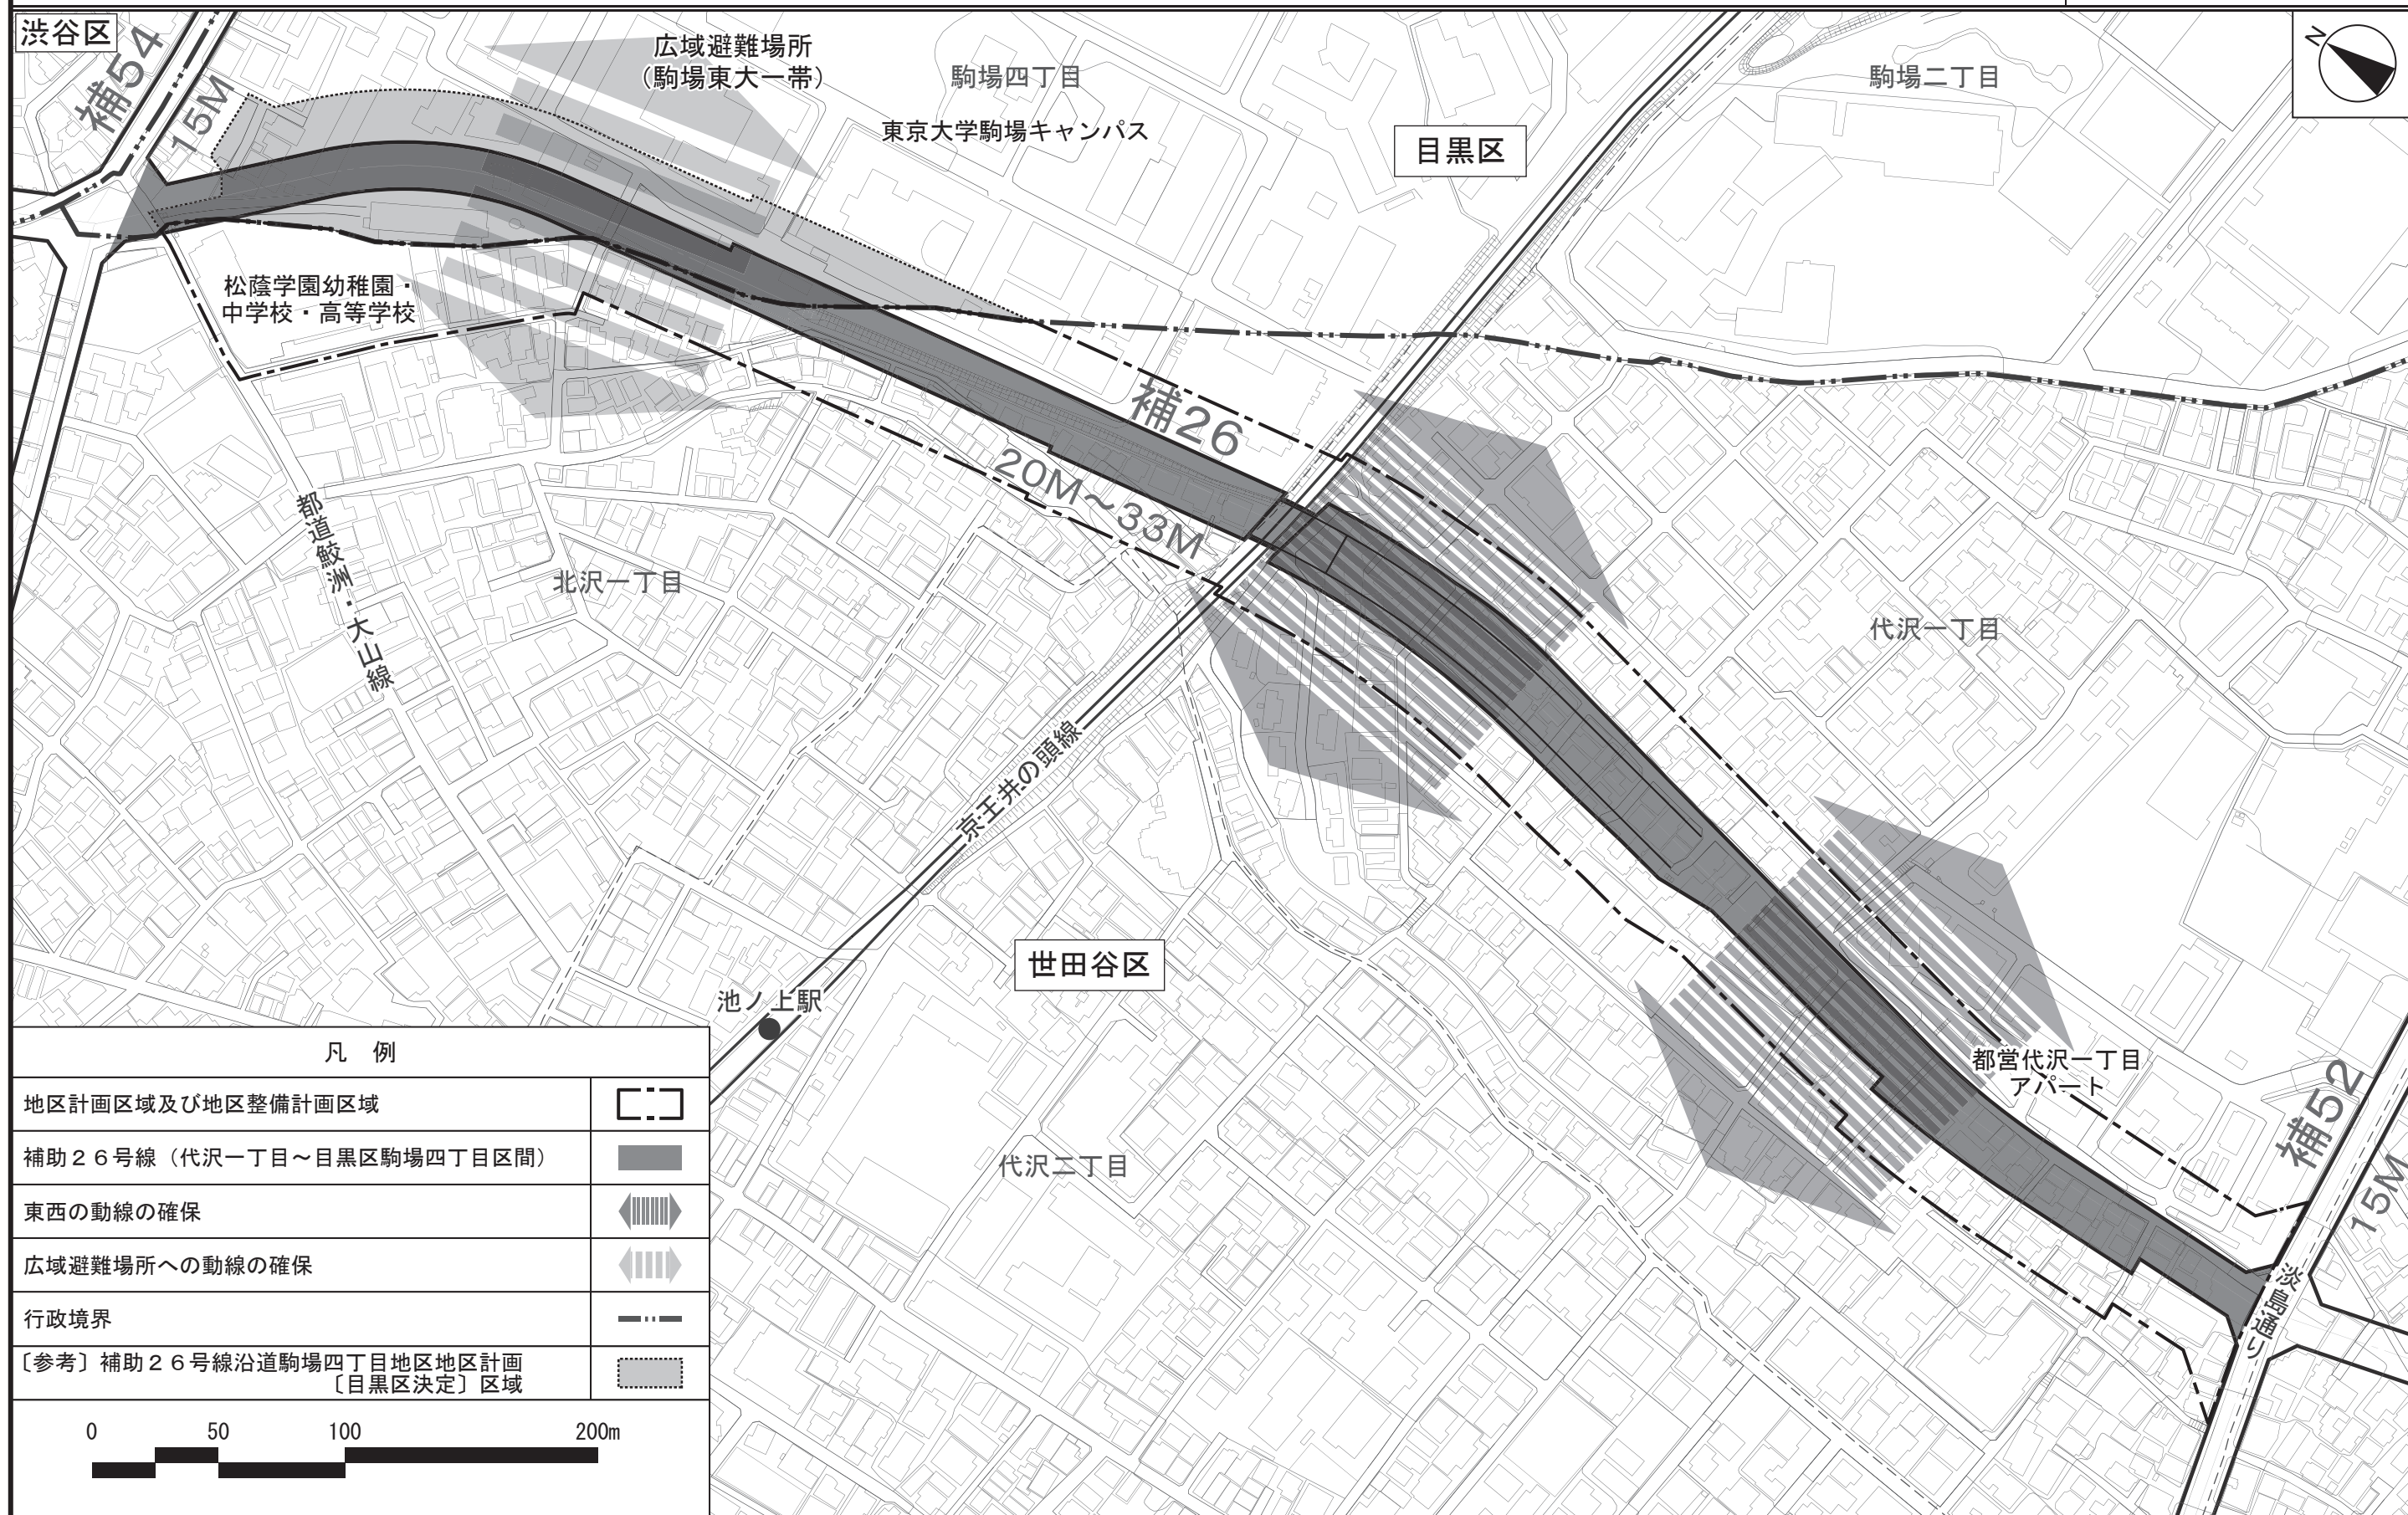 渋谷区
補54
15M
広域避難場所
（駒場東大一帯）
駒場四丁目
東京大学駒場キャンパス
目黒区
駒場二丁目
N
松蔭学園幼稚園・
中学校・高等学校
補26
20M～33M
都道鮫洲・大山線
北沢一丁目
代沢一丁目
京王井の頭線
世田谷区
池ノ上駅
代沢二丁目
都営代沢一丁目
アパート
補52
15M
淡島通り
凡 例
地区計画区域及び地区整備計画区域
補助２６号線（代沢一丁目～目黒区駒場四丁目区間）
東西の動線の確保
広域避難場所への動線の確保
行政境界
〔参考〕補助２６号線沿道駒場四丁目地区地区計画
〔目黒区決定〕区域
0 50 100 200m